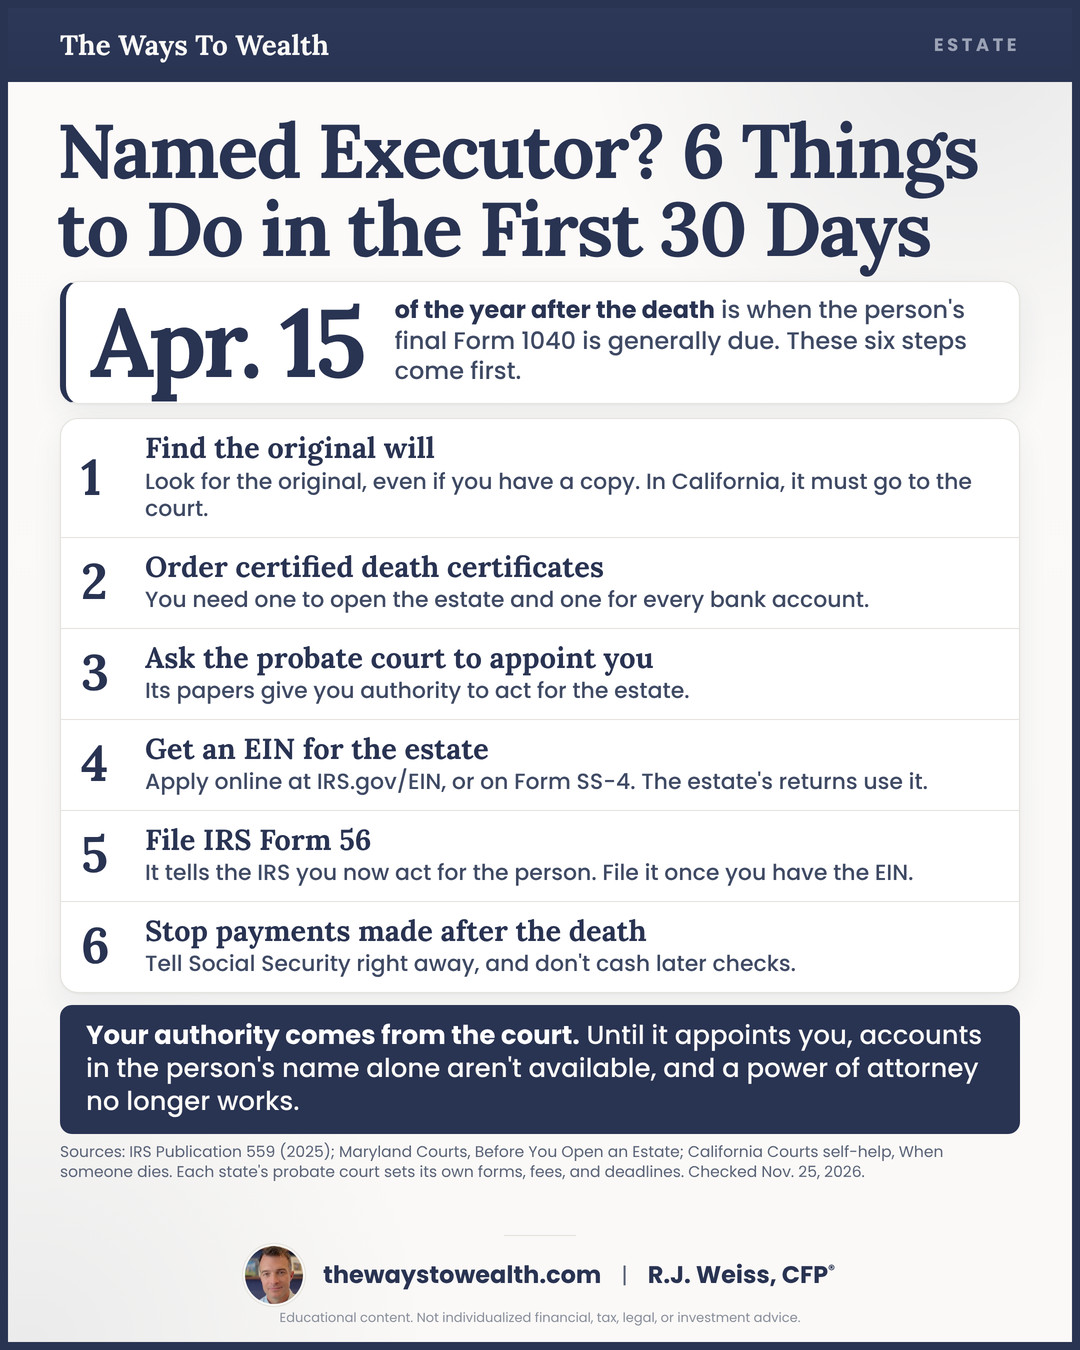 The Ways To Wealth
ESTATE
Named Executor? 6 Things
to Do in the First 30 Days
Apr. 15
of the year after the death is when the person's
final Form 1040 is generally due. These six steps
come first.
1
Find the original will
Look for the original, even if you have a copy. In California, it must go to the
court.
2
Order certified death certificates
You need one to open the estate and one for every bank account.
3
Ask the probate court to appoint you
Its papers give you authority to act for the estate.
4
Get an EIN for the estate
Apply online at IRS.gov/EIN, or on Form SS-4. The estate's returns use it.
5
File IRS Form 56
It tells the IRS you now act for the person. File it once you have the EIN.
6
Stop payments made after the death
Tell Social Security right away, and don't cash later checks.
Your authority comes from the court. Until it appoints you, accounts
in the person's name alone aren't available, and a power of attorney
no longer works.
Sources: IRS Publication 559 (2025); Maryland Courts, Before You Open an Estate; California Courts self-help, When
someone dies. Each state's probate court sets its own forms, fees, and deadlines. Checked Nov. 25, 2026.
thewaystowealth.com | R.J. Weiss, CFP®
Educational content. Not individualized financial, tax, legal, or investment advice.